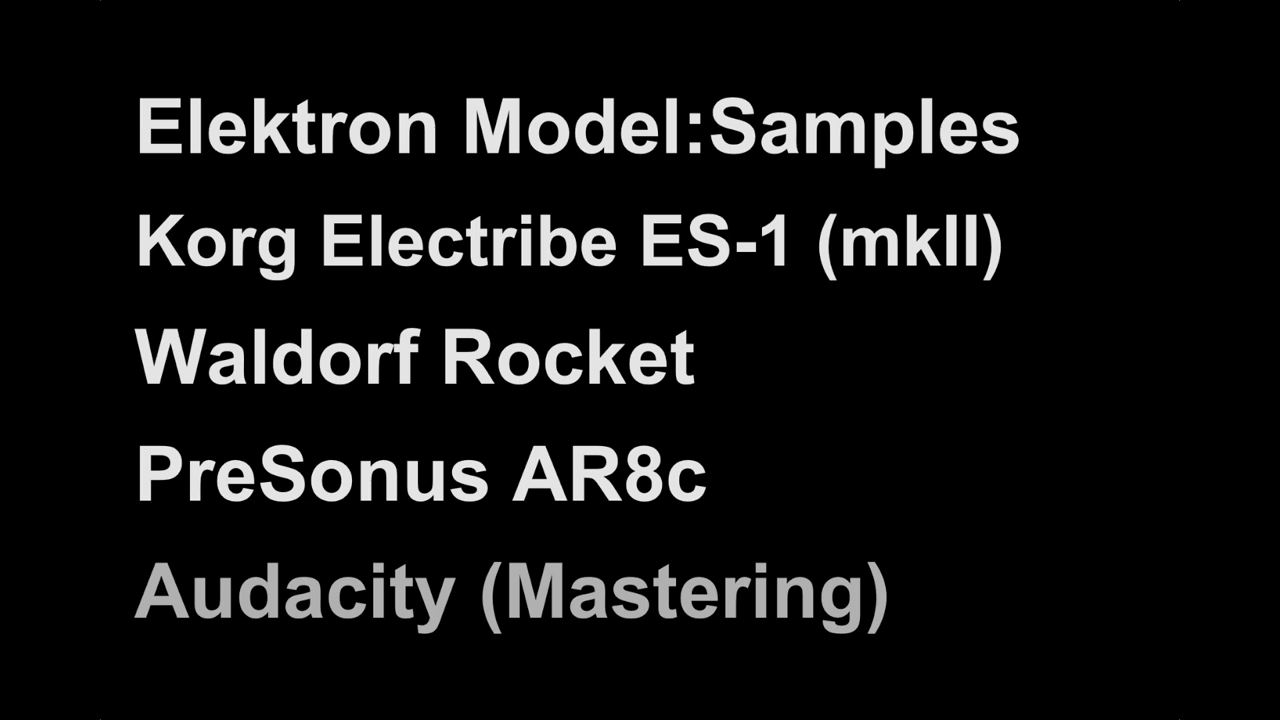 Elektron Model:Samples
Korg Electribe ES-1 (mkII)
Waldorf Rocket
PreSonus AR8c
Audacity (Mastering)